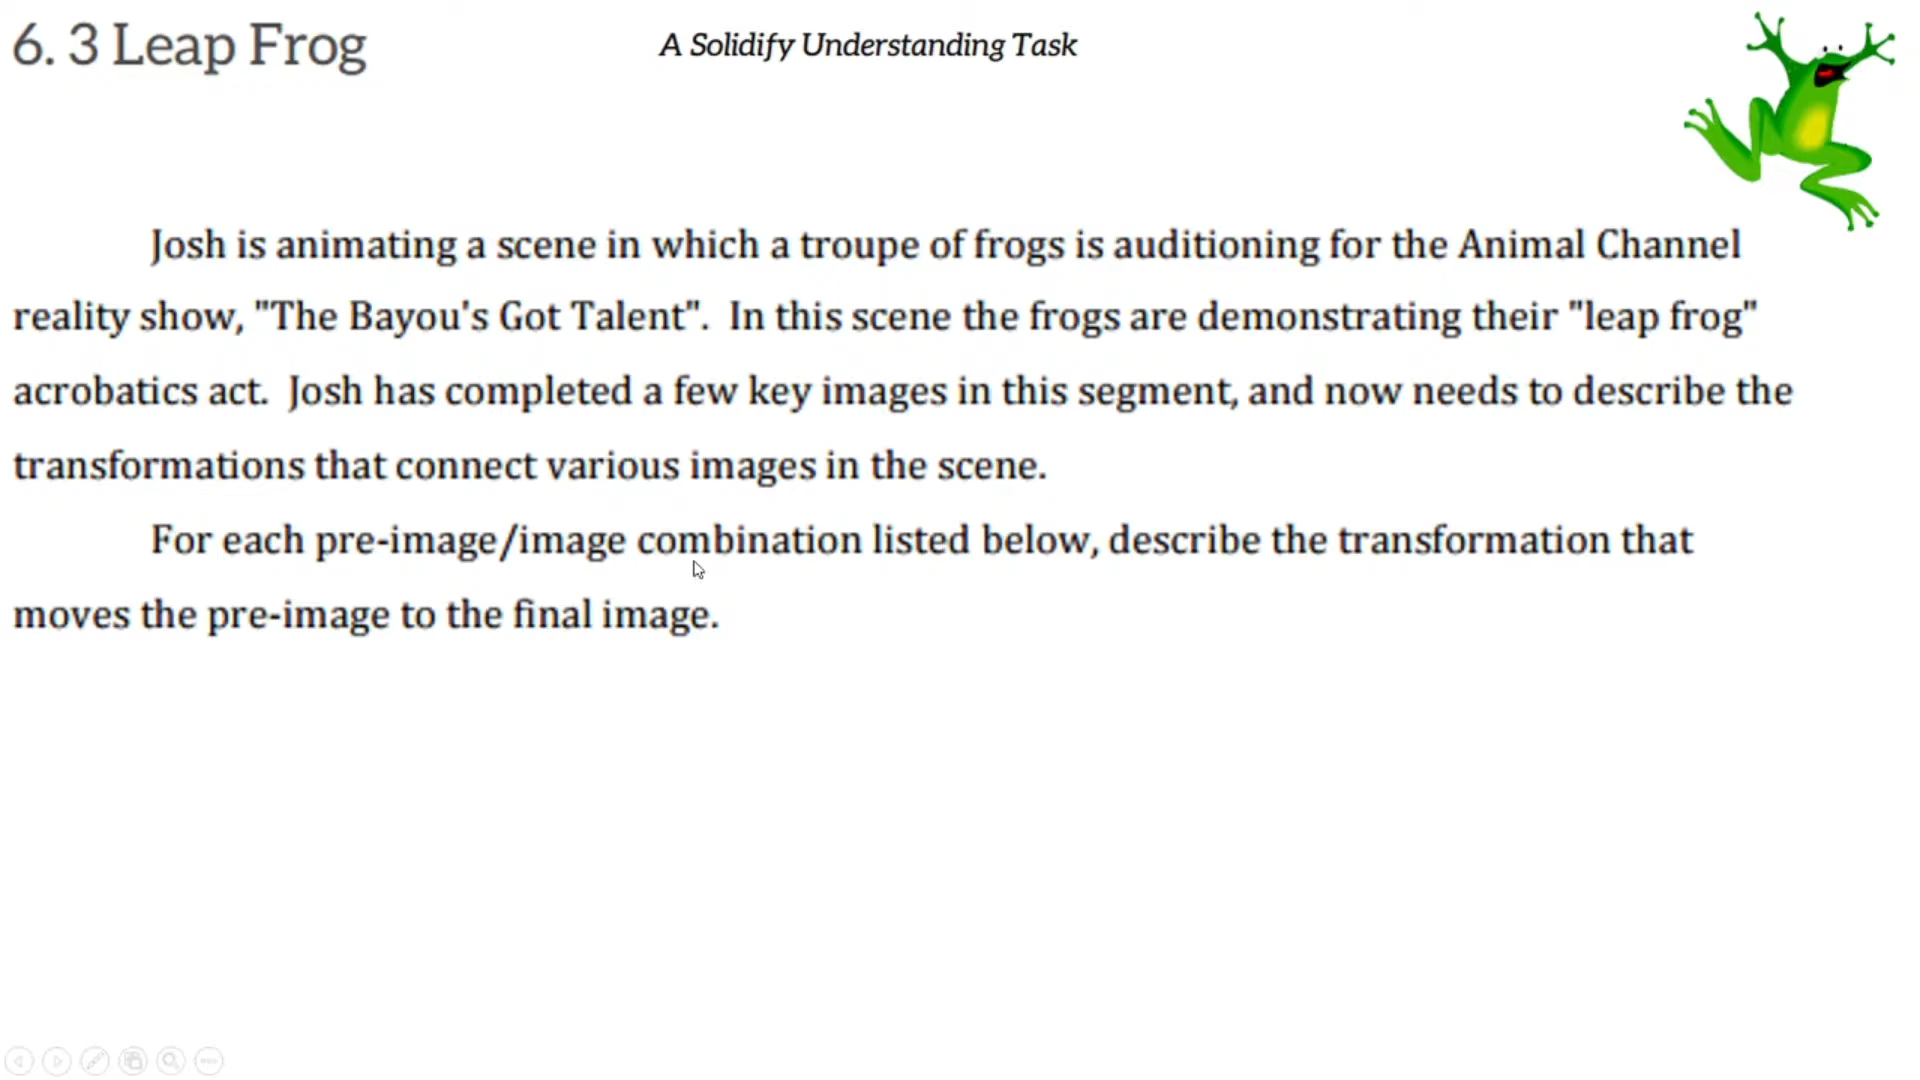 6. 3 Leap Frog
A Solidify Understanding Task
Josh is animating a scene in which a troupe of frogs is auditioning for the Animal Channel
reality show, "The Bayou's Got Talent".  In this scene the frogs are demonstrating their "leap frog"
acrobatics act.  Josh has completed a few key images in this segment, and now needs to describe the
transformations that connect various images in the scene.
For each pre-image/image combination listed below, describe the transformation that
moves the pre-image to the final image.